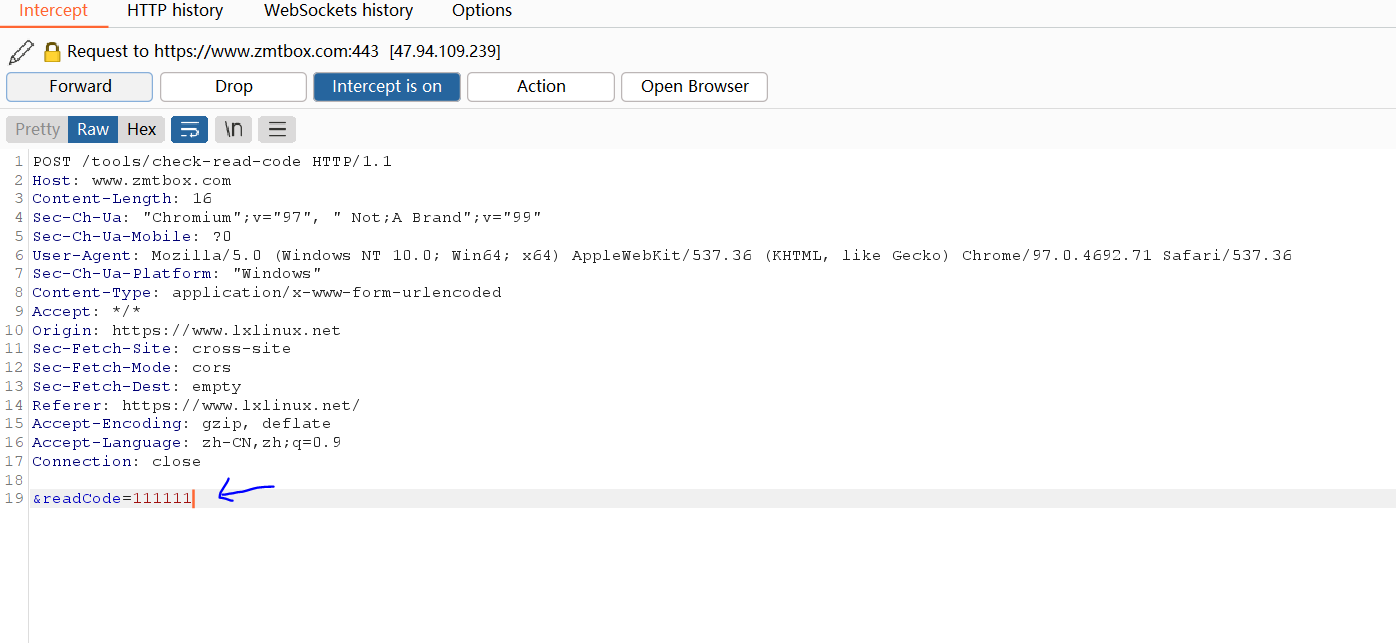 Intercept HTTP history WebSockets history Options
Request to https://www.zmtbox.com:443 [47.94.109.239]
Forward Drop Intercept is on Action Open Browser
Pretty Raw Hex \n
1 POST /tools/check-read-code HTTP/1.1
2 Host: www.zmtbox.com
3 Content-Length: 16
4 Sec-Ch-Ua: "Chromium";v="97", " Not;A Brand";v="99"
5 Sec-Ch-Ua-Mobile: ?0
6 User-Agent: Mozilla/5.0 (Windows NT 10.0; Win64; x64) AppleWebKit/537.36 (KHTML, like Gecko) Chrome/97.0.4692.71 Safari/537.36
7 Sec-Ch-Ua-Platform: "Windows"
8 Content-Type: application/x-www-form-urlencoded
9 Accept: */*
10 Origin: https://www.lxlinux.net
11 Sec-Fetch-Site: cross-site
12 Sec-Fetch-Mode: cors
13 Sec-Fetch-Dest: empty
14 Referer: https://www.lxlinux.net/
15 Accept-Encoding: gzip, deflate
16 Accept-Language: zh-CN,zh;q=0.9
17 Connection: close
18
19 &readCode=111111